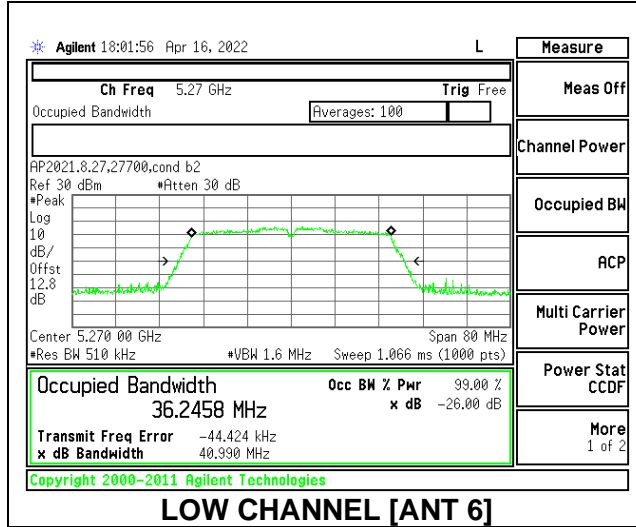 Agilent 18:01:56 Apr 16, 2022 L
Measure
Ch Freq 5.27 GHz Trig Free
Meas Off
Occupied Bandwidth Averages: 100
Channel Power
AP2021.8.27,27700,cond b2
Ref 30 dBm #Atten 30 dB
Occupied BW
#Peak
Log
10
dB/
Offst
12.8
dB
ACP
Multi Carrier
Power
Center 5.270 00 GHz Span 80 MHz
#Res BW 510 kHz #VBW 1.6 MHz Sweep 1.066 ms (1000 pts)
Power Stat
CCDF
Occupied Bandwidth Occ BW % Pwr 99.00 %
36.2458 MHz x dB -26.00 dB
Transmit Freq Error -44.424 kHz
x dB Bandwidth 40.990 MHz
More
1 of 2
Copyright 2000-2011 Agilent Technologies
LOW CHANNEL [ANT 6]